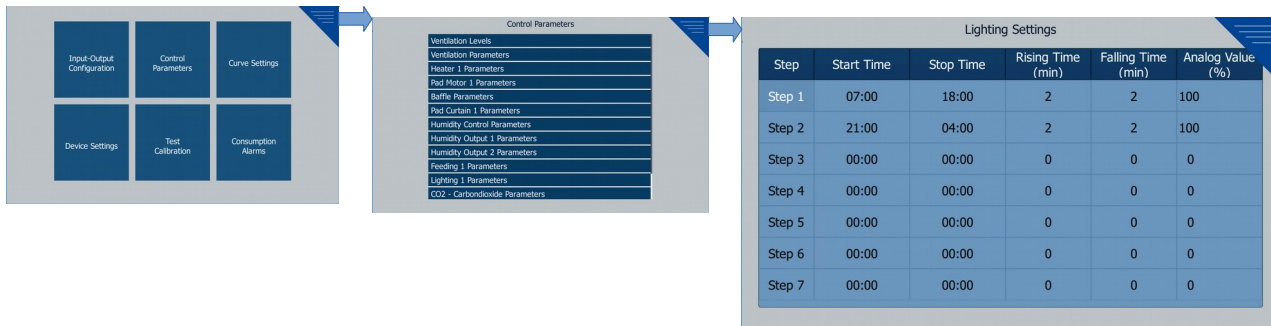 Input-Output
Configuration
Control
Parameters
Curve Settings
Device Settings
Test
Calibration
Consumption
Alarms
Control Parameters
Ventilation Levels
Ventilation Parameters
Heater 1 Parameters
Pad Motor 1 Parameters
Baffle Parameters
Pad Curtain 1 Parameters
Humidity Control Parameters
Humidity Output 1 Parameters
Humidity Output 2 Parameters
Feeding 1 Parameters
Lighting 1 Parameters
CO2 - Carbondioxide Parameters
Lighting Settings
Step Start Time Stop Time Rising Time (min) Falling Time (min) Analog Value (%)
Step 1 07:00 18:00 2 2 100
Step 2 21:00 04:00 2 2 100
Step 3 00:00 00:00 0 0 0
Step 4 00:00 00:00 0 0 0
Step 5 00:00 00:00 0 0 0
Step 6 00:00 00:00 0 0 0
Step 7 00:00 00:00 0 0 0